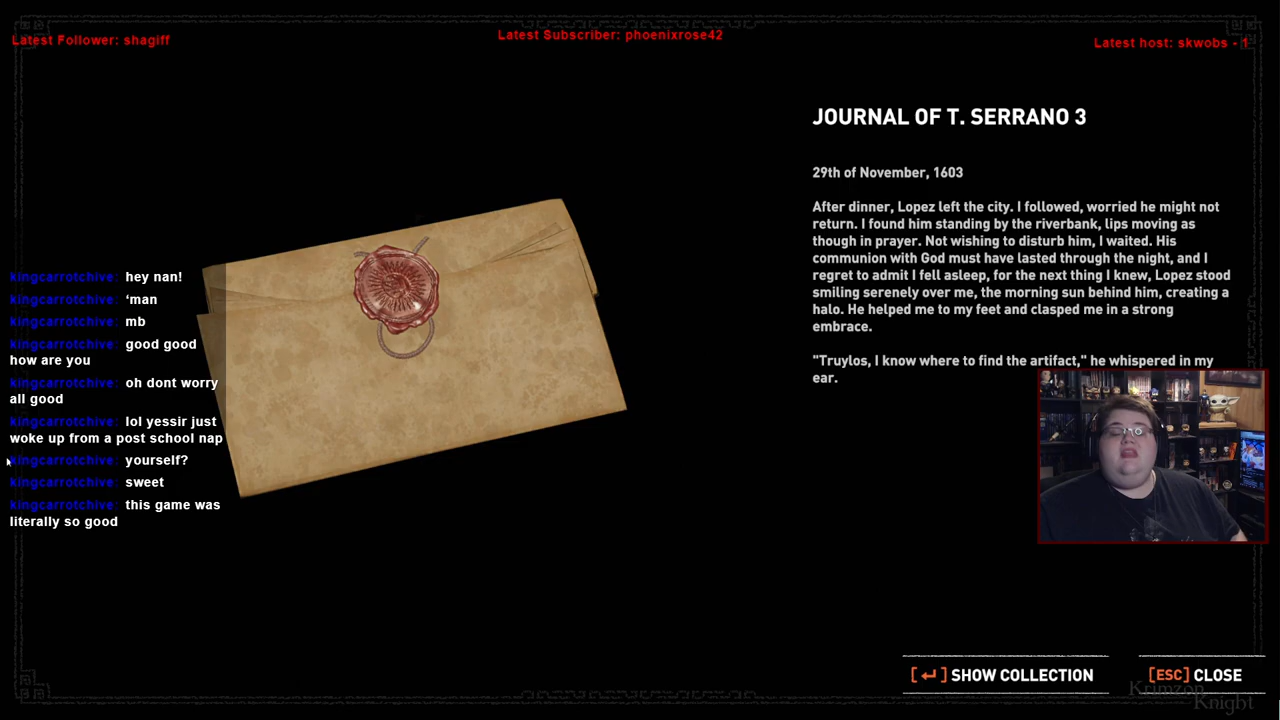 Latest Follower: shagiff
Latest Subscriber: phoenixrose42
Latest host: skwobs - 1
JOURNAL OF T. SERRANO 3
29th of November, 1603
After dinner, Lopez left the city. I followed, worried he might not
return. I found him standing by the riverbank, lips moving as
though in prayer. Not wishing to disturb him, I waited. His
communion with God must have lasted through the night, and I
regret to admit I fell asleep, for the next thing I knew, Lopez stood
smiling serenely over me, the morning sun behind him, creating a
halo. He helped me to my feet and clasped me in a strong
embrace.
"Truylos, I know where to find the artifact," he whispered in my
ear.
kingcarrotchive: hey nan!
kingcarrotchive: ‘man
kingcarrotchive: mb
kingcarrotchive: good good
how are you
kingcarrotchive: oh dont worry
all good
kingcarrotchive: lol yessir just
woke up from a post school nap
kingcarrotchive: yourself?
kingcarrotchive: sweet
kingcarrotchive: this game was
literally so good
[↵] SHOW COLLECTION
[ESC] CLOSE
Krimzon
Knight